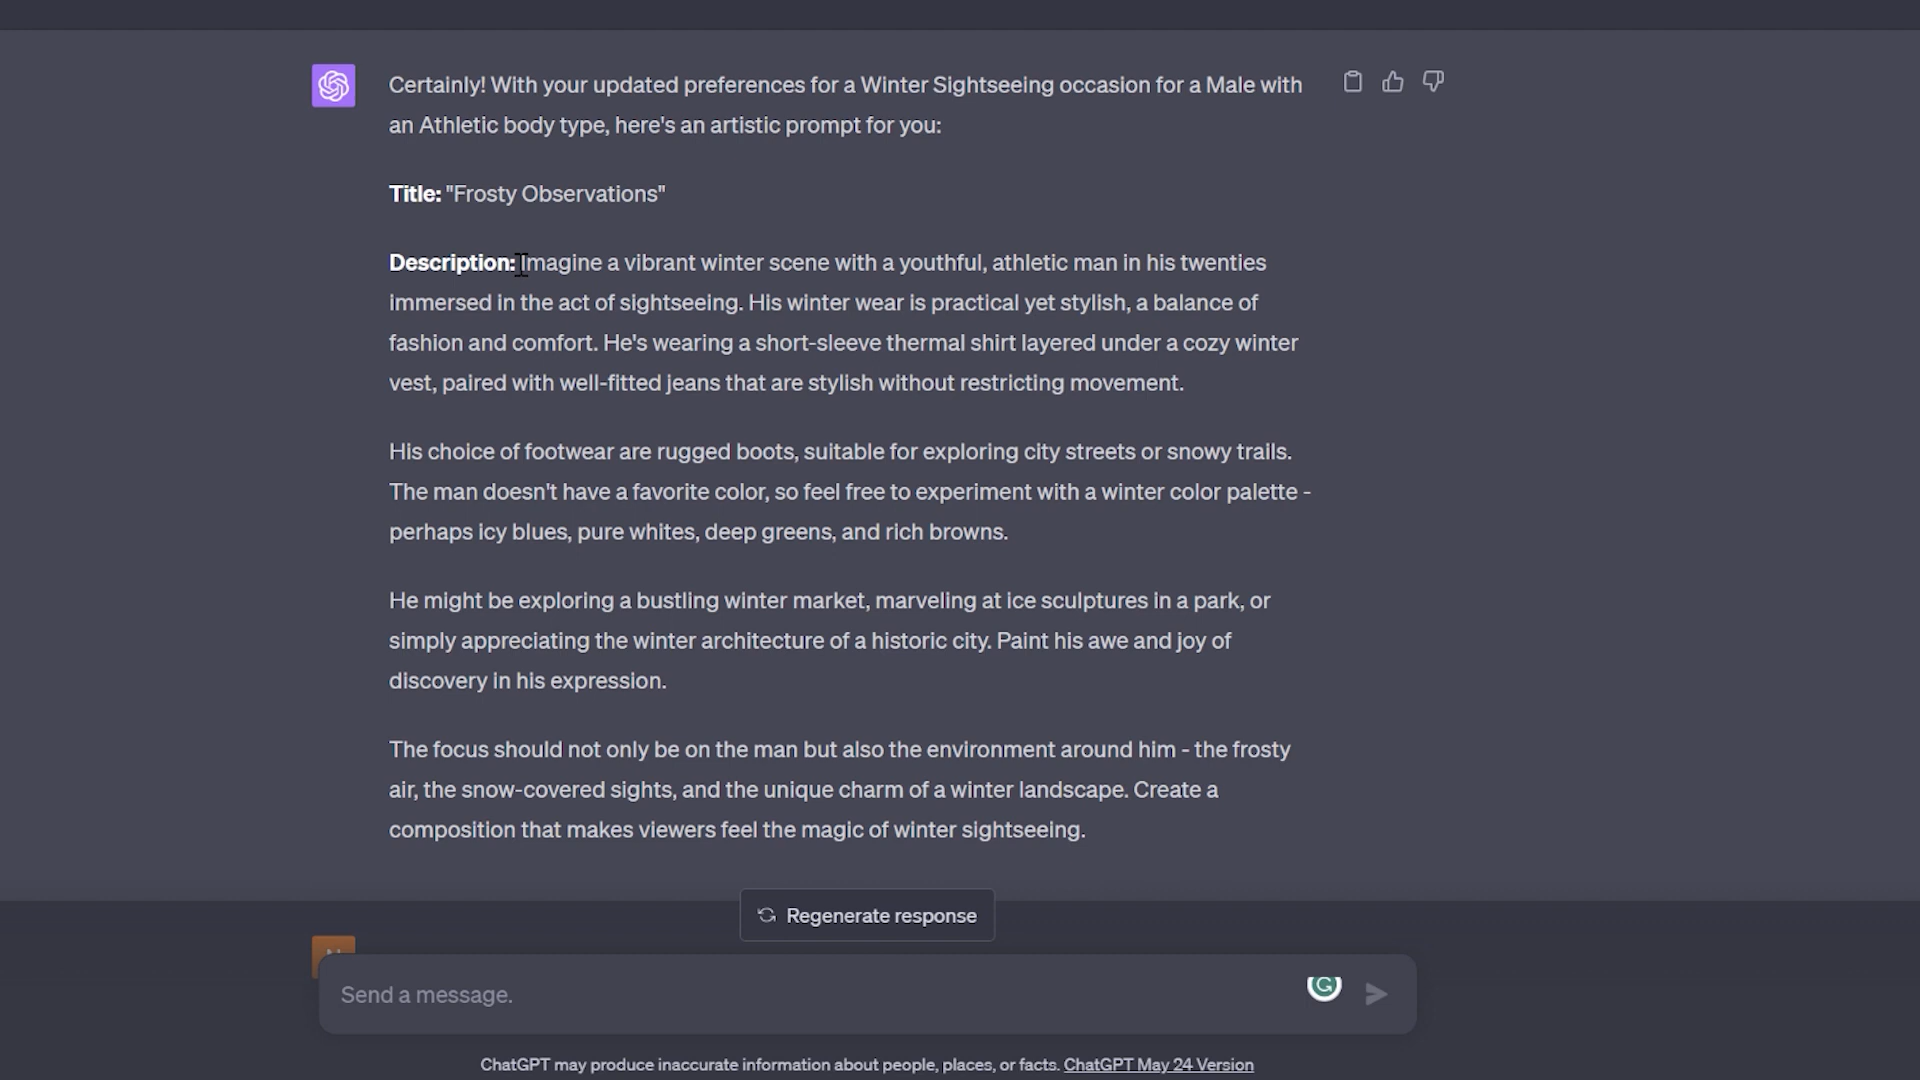 Certainly! With your updated preferences for a Winter Sightseeing occasion for a Male with
an Athletic body type, here's an artistic prompt for you:
Title: "Frosty Observations"
Description: Imagine a vibrant winter scene with a youthful, athletic man in his twenties
immersed in the act of sightseeing. His winter wear is practical yet stylish, a balance of
fashion and comfort. He's wearing a short-sleeve thermal shirt layered under a cozy winter
vest, paired with well-fitted jeans that are stylish without restricting movement.
His choice of footwear are rugged boots, suitable for exploring city streets or snowy trails.
The man doesn't have a favorite color, so feel free to experiment with a winter color palette -
perhaps icy blues, pure whites, deep greens, and rich browns.
He might be exploring a bustling winter market, marveling at ice sculptures in a park, or
simply appreciating the winter architecture of a historic city. Paint his awe and joy of
discovery in his expression.
The focus should not only be on the man but also the environment around him - the frosty
air, the snow-covered sights, and the unique charm of a winter landscape. Create a
composition that makes viewers feel the magic of winter sightseeing.
Regenerate response
Send a message.
ChatGPT may produce inaccurate information about people, places, or facts. ChatGPT May 24 Version